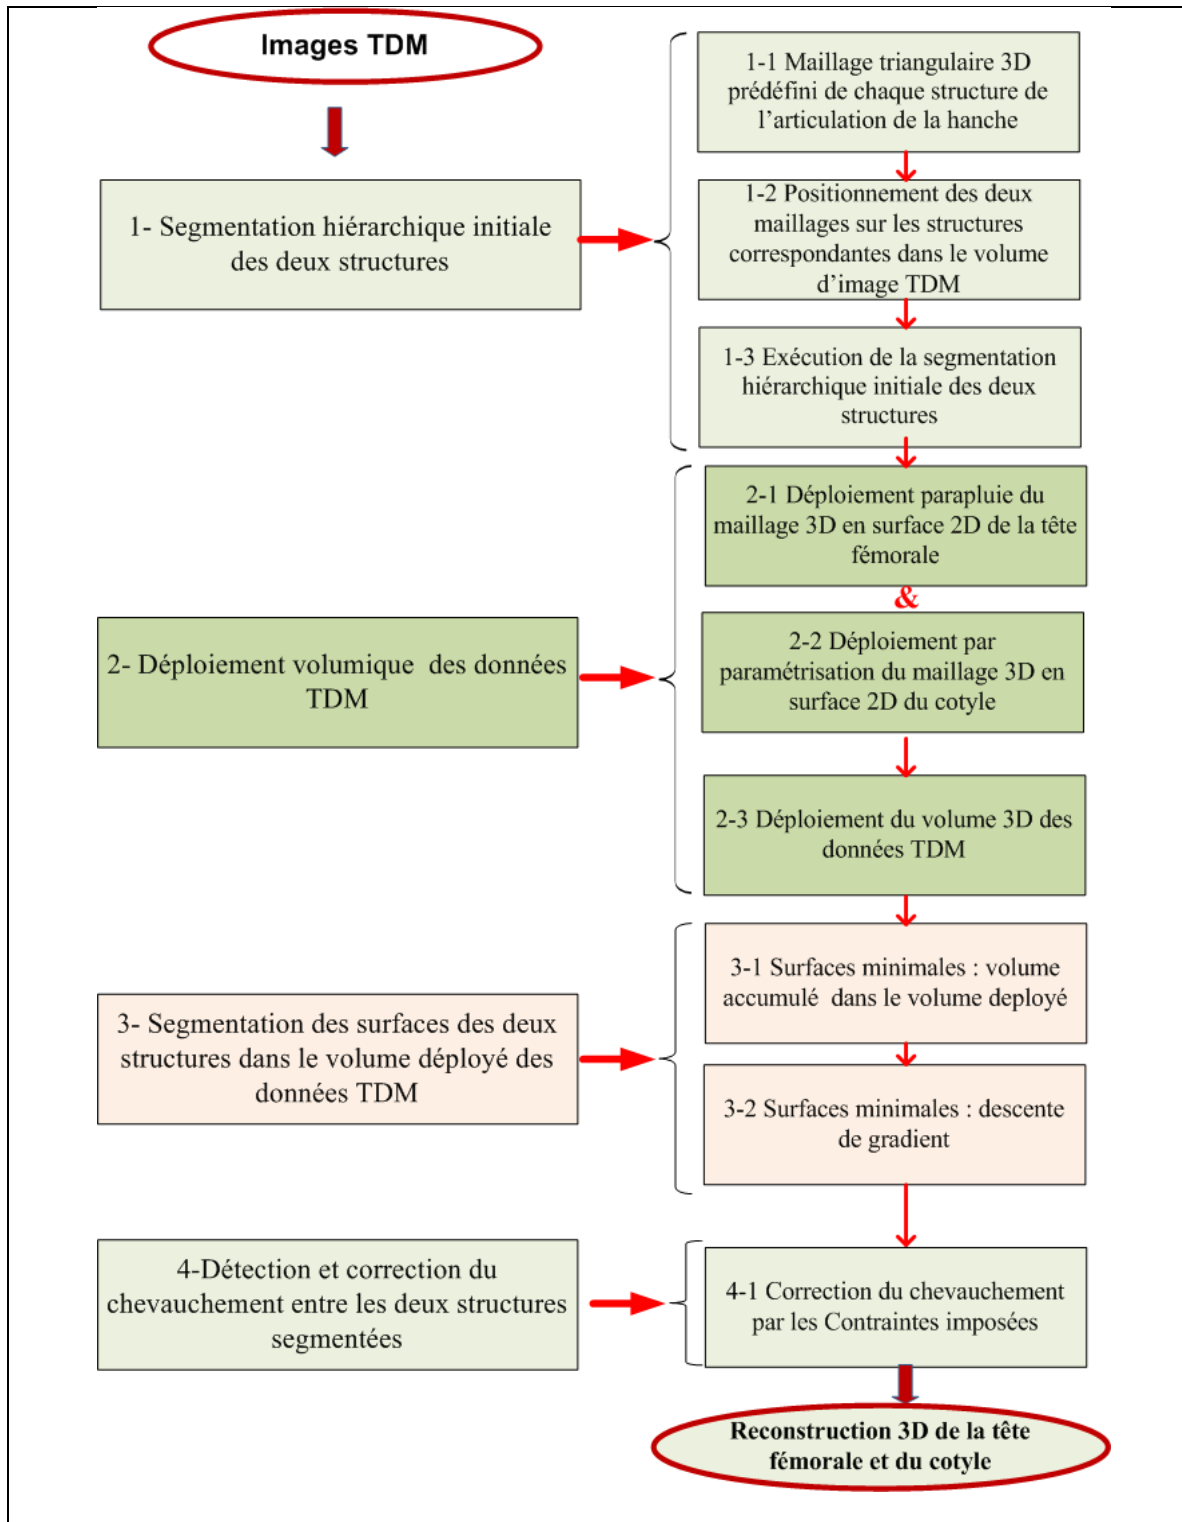 Images TDM
1- Segmentation hiérarchique initiale
des deux structures
1-1 Maillage triangulaire 3D
prédéfini de chaque structure de
l’articulation de la hanche
1-2 Positionnement des deux
maillages sur les structures
correspondantes dans le volume
d’image TDM
1-3 Exécution de la segmentation
hiérarchique initiale des deux
structures
2- Déploiement volumique des données
TDM
2-1 Déploiement parapluie du
maillage 3D en surface 2D de la tête
fémorale
&
2-2 Déploiement par
paramétrisation du maillage 3D en
surface 2D du cotyle
2-3 Déploiement du volume 3D des
données TDM
3- Segmentation des surfaces des deux
structures dans le volume déployé des
données TDM
3-1 Surfaces minimales : volume
accumulé dans le volume deployé
3-2 Surfaces minimales : descente
de gradient
4-Détection et correction du
chevauchement entre les deux structures
segmentées
4-1 Correction du chevauchement
par les Contraintes imposées
Reconstruction 3D de la tête
fémorale et du cotyle